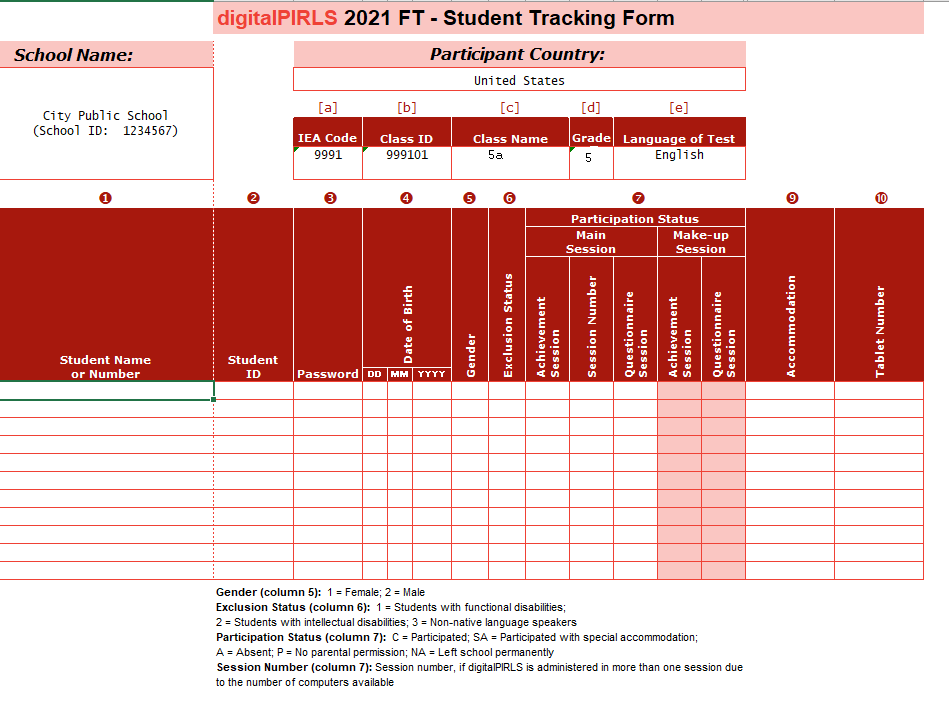 digitalPIRLS 2021 FT - Student Tracking Form
School Name:
Participant Country:
United States
City Public School
(School ID: 1234567)
[a] [b] [c] [d] [e]
IEA Code Class ID Class Name Grade Language of Test
9991 999101 5a 5 English
❶ ❷ ❸ ❹ ❺ ❻ ❼ ❾ ❿
Participation Status
Main
Session
Make-up
Session
Student Name
or Number
Student
ID
Password
Date of Birth
DD MM YYYY
Gender
Exclusion Status
Achievement
Session
Session Number
Questionnaire
Session
Achievement
Session
Questionnaire
Session
Accommodation
Tablet Number
Gender (column 5): 1 = Female; 2 = Male
Exclusion Status (column 6): 1 = Students with functional disabilities;
2 = Students with intellectual disabilities; 3 = Non-native language speakers
Participation Status (column 7): C = Participated; SA = Participated with special accommodation;
A = Absent; P = No parental permission; NA = Left school permanently
Session Number (column 7): Session number, if digitalPIRLS is administered in more than one session due
to the number of computers available